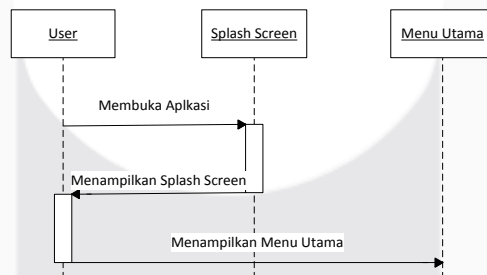 User
Splash Screen
Menu Utama
Membuka Aplkasi
Menampilkan Splash Screen
Menampilkan Menu Utama